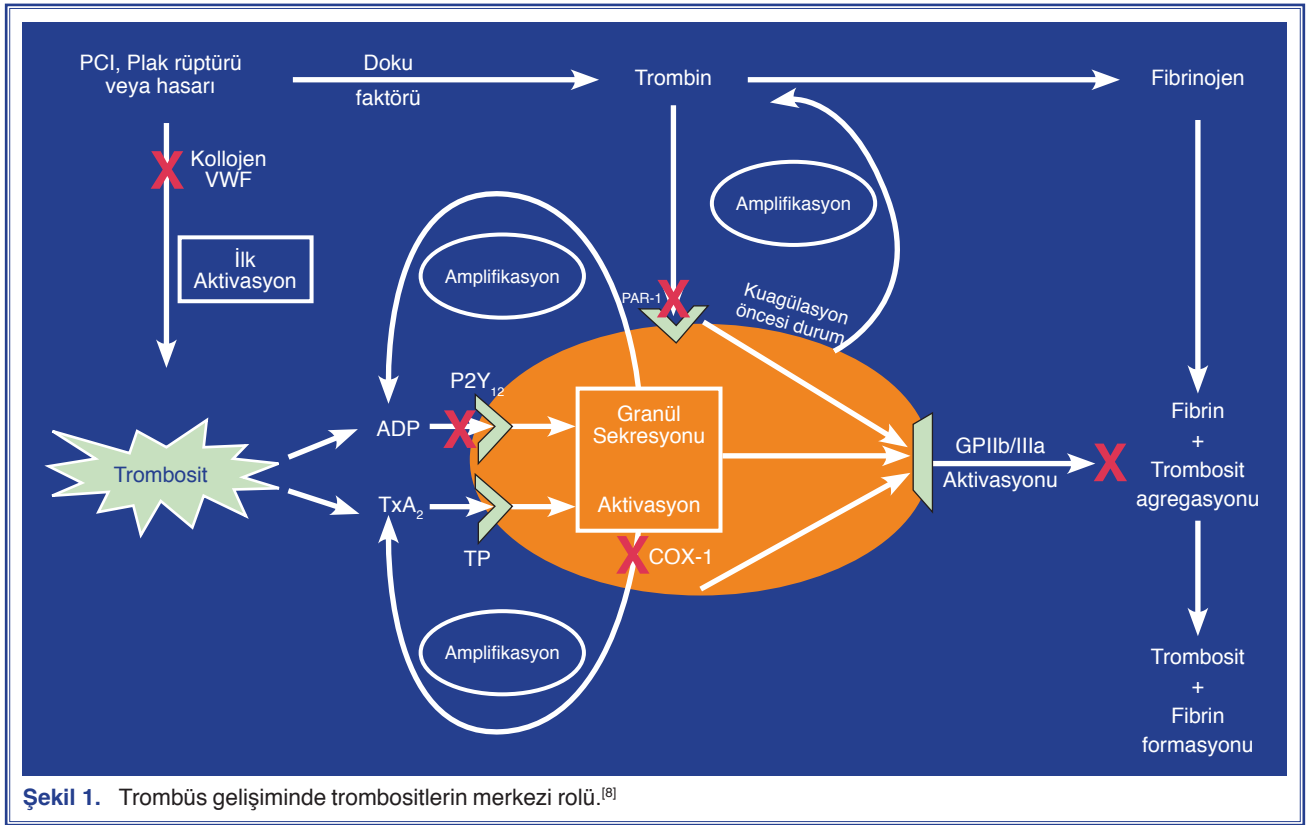 PCI, Plak rüptürü
veya hasarı
Doku
faktörü
Trombin
Fibrinojen
Kollojen
VWF
İlk
Aktivasyon
Amplifikasyon
Amplifikasyon
PAR-1
Kuagülasyon
öncesi durum
P2Y12
ADP
Granül
Sekresyonu
Aktivasyon
Trombosit
TxA2
TP
COX-1
GPIIb/IIIa
Aktivasyonu
Fibrin
+
Trombosit
agregasyonu
Amplifikasyon
Trombosit
+
Fibrin
formasyonu
Şekil 1. Trombüs gelişiminde trombositlerin merkezi rolü.[8]